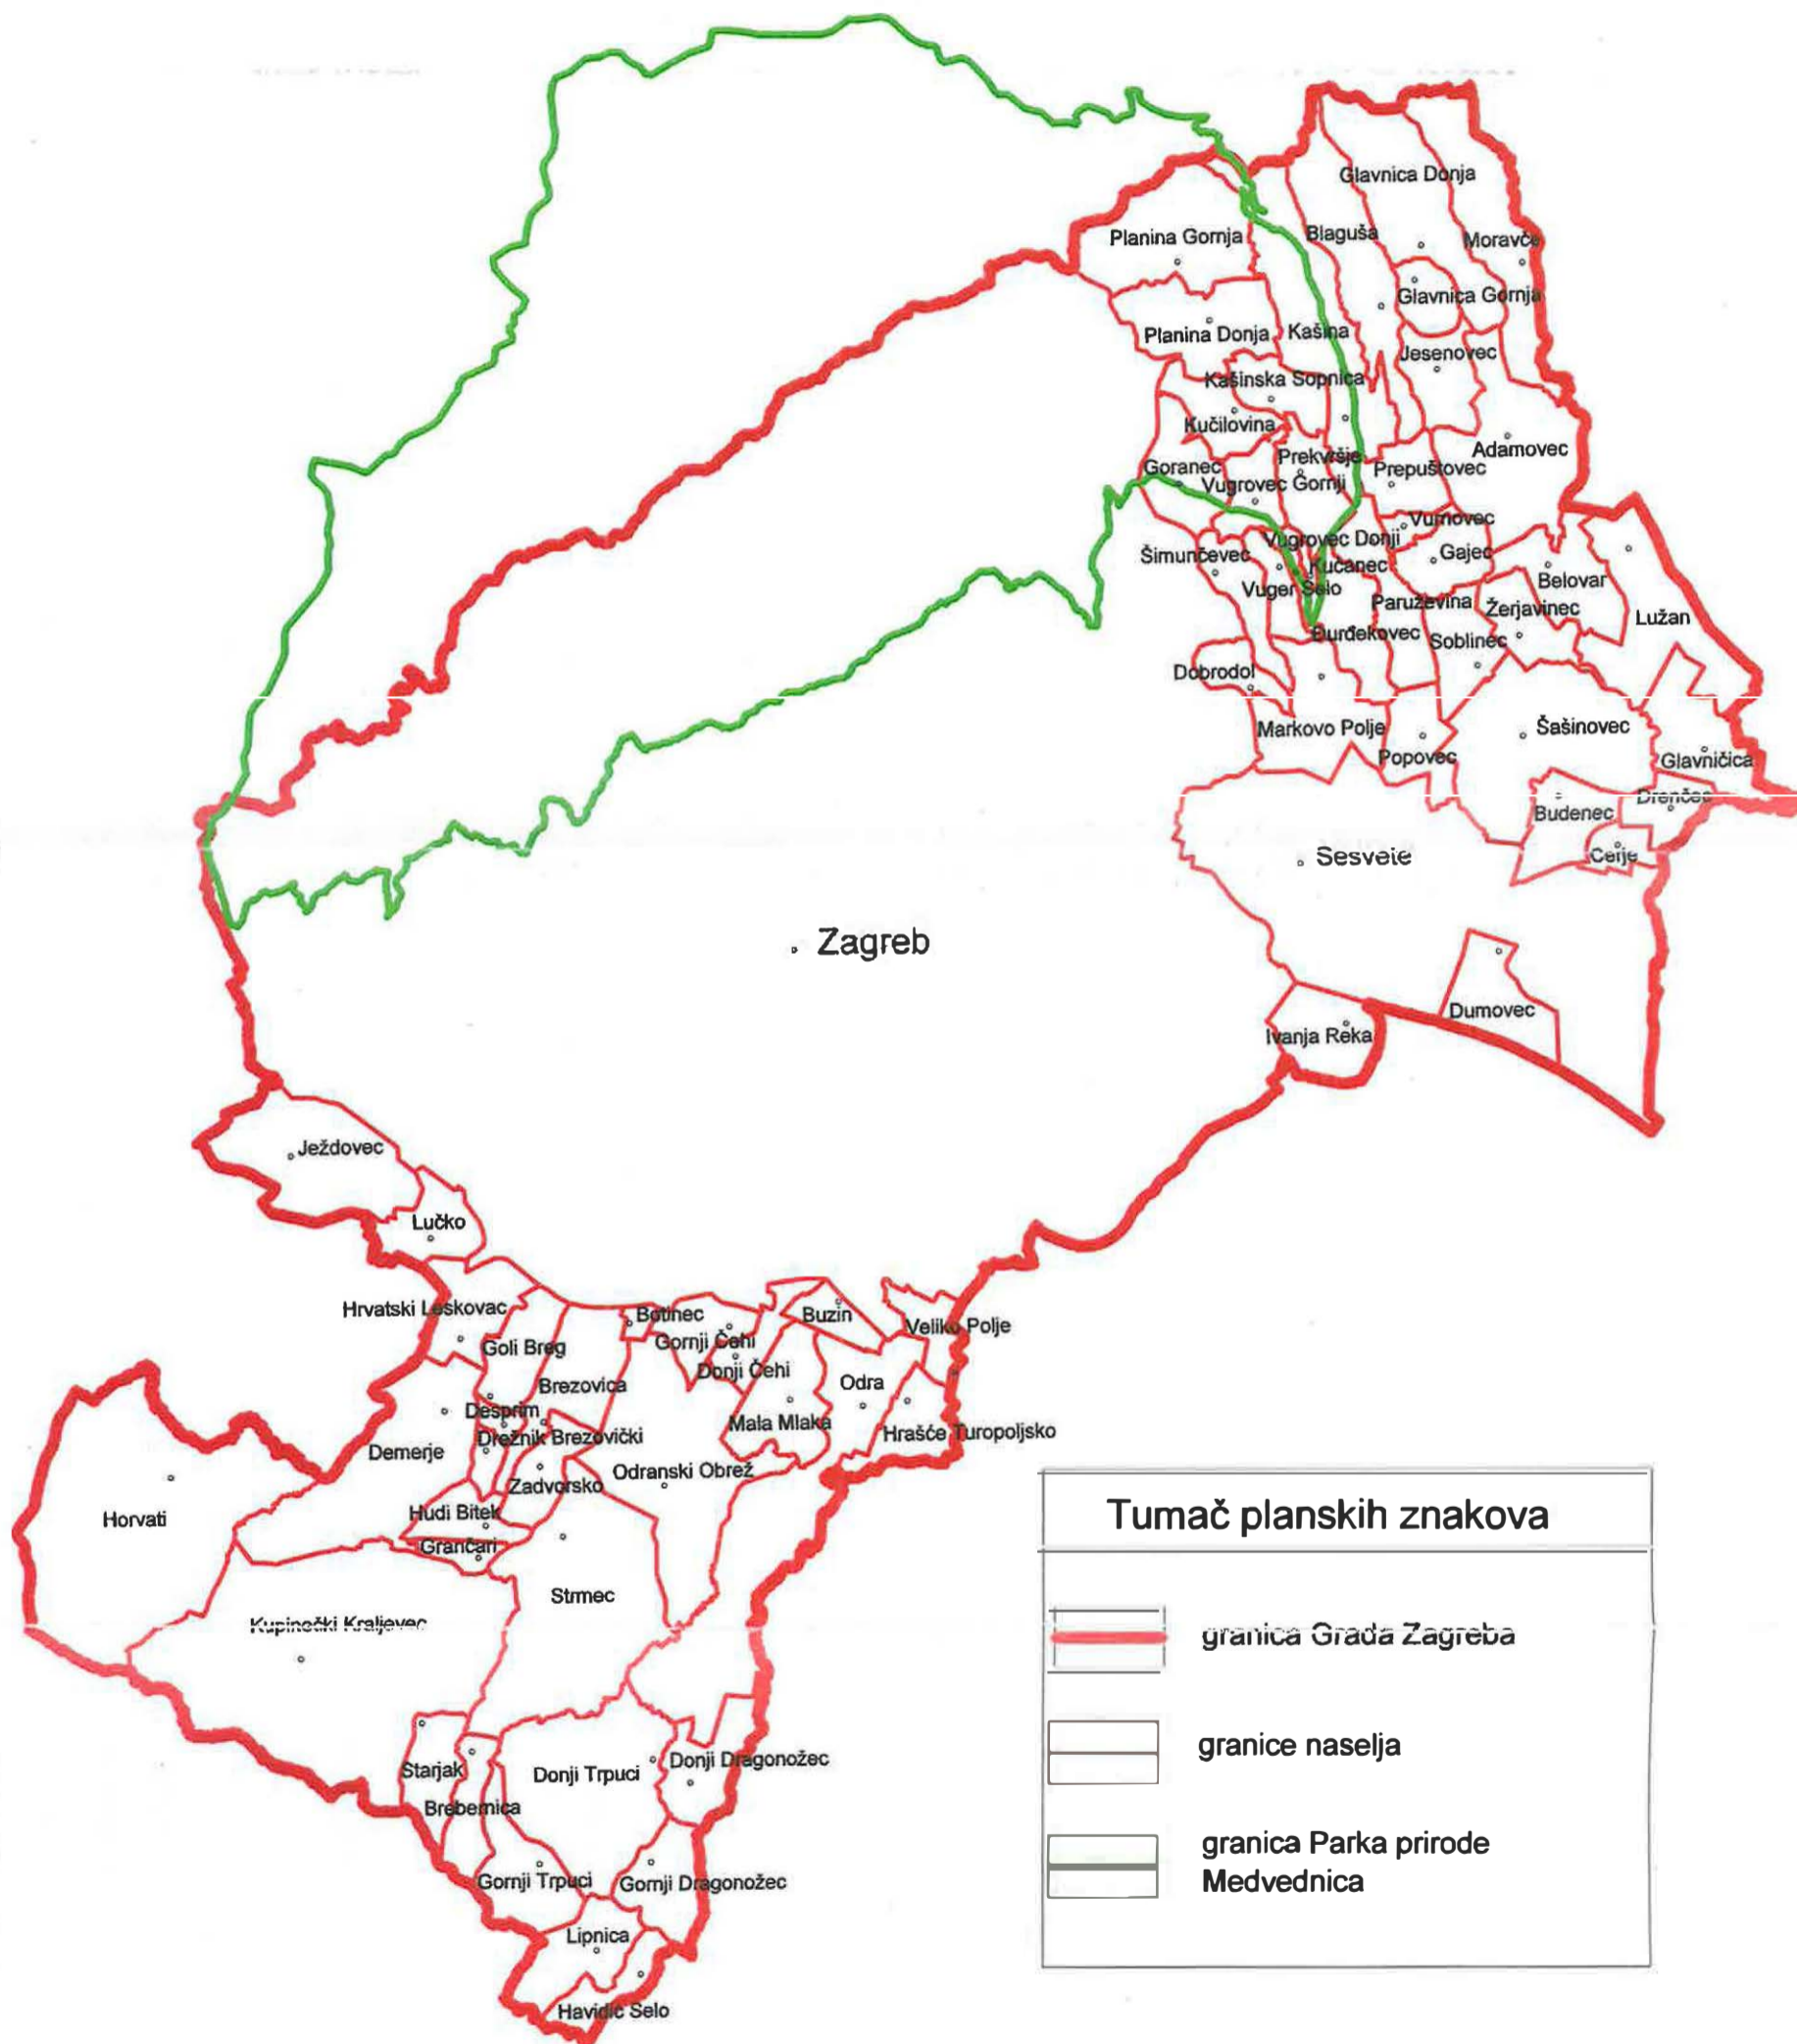 Glavnica Donja
Planina Gornja
Blaguša
Moravče
Glavnica Gornja
Planina Donja
Kašina
Jesenovec
Kašinska Sopnica
Kučilovina
Adamovec
Goranec
Prekvršje
Prepuštovec
Vugrovec Gornji
Vumovec
Vugrovec Donji
Šimunčevec
Gajec
Kućanec
Belovar
Vuger Selo
Paruževina
Žerjavinec
Lužan
Đurđekovec
Soblinec
Dobrodol
Markovo Polje
Šašinovec
Popovec
Glavničica
Drenčec
Budenec
Cerje
Sesvete
Zagreb
Dumovec
Ivanja Reka
Ježdovec
Lučko
Hrvatski Leskovac
Botinec
Buzin
Veliko Polje
Goli Breg
Gornji Čehi
Donji Čehi
Brezovica
Odra
Desprim
Mala Mlaka
Hrašće Turopoljsko
Demerje
Drežnik Brezovički
Odranski Obrež
Zadvorsko
Horvati
Hudi Bitek
Grančari
Strmec
Kupinečki Kraljevec
Starjak
Donji Trpuci
Donji Dragonožec
Brebernica
Gornji Trpuci
Gornji Dragonožec
Lipnica
Havidić Selo
Tumač planskih znakova
granica Grada Zagreba
granice naselja
granica Parka prirode
Medvednica